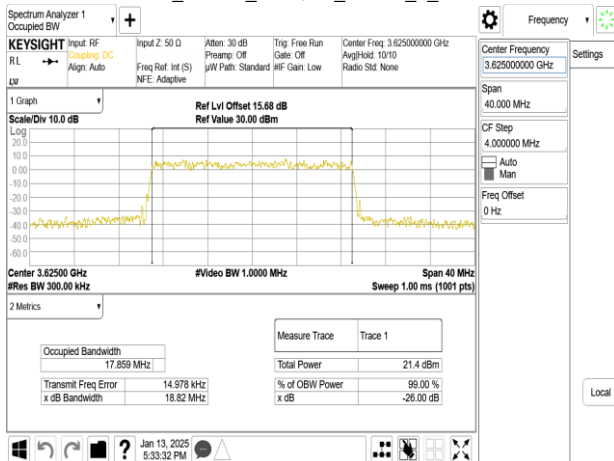 Spectrum Analyzer 1
Occupied BW
Frequency
KEYSIGHT
RL
Input: RF
Coupling: DC
Align: Auto
Input Z: 50 Ω
Freq Ref: Int (S)
NFE: Adaptive
Atten: 30 dB
Preamp: Off
µW Path: Standard
Trig: Free Run
Gate: Off
#IF Gain: Low
Center Freq: 3.625000000 GHz
Avg|Hold: 10/10
Radio Std: None
Center Frequency
3.625000000 GHz
Settings
Span
40.000 MHz
CF Step
4.000000 MHz
Auto
Man
Freq Offset
0 Hz
Local
1 Graph
Scale/Div 10.0 dB
Ref Lvl Offset 15.68 dB
Ref Value 30.00 dBm
Log
20.0
10.0
0.00
-10.0
-20.0
-30.0
-40.0
-50.0
-60.0
Center 3.62500 GHz
#Video BW 1.0000 MHz
Span 40 MHz
#Res BW 300.00 kHz
Sweep 1.00 ms (1001 pts)
2 Metrics
Measure Trace Trace 1
Occupied Bandwidth
17.859 MHz
Total Power 21.4 dBm
Transmit Freq Error 14.978 kHz
% of OBW Power 99.00 %
x dB Bandwidth 18.82 MHz
x dB -26.00 dB
Jan 13, 2025
5:33:32 PM